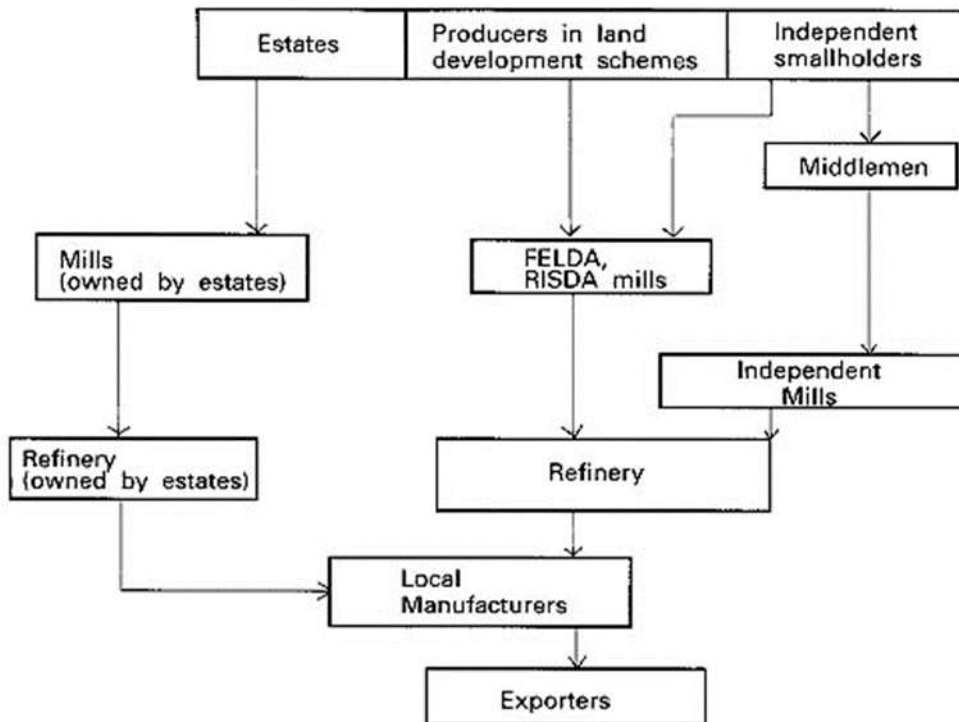 Estates
Producers in land
development schemes
Independent
smallholders
Middlemen
Mills
(owned by estates)
FELDA,
RISDA mills
Independent
Mills
Refinery
(owned by estates)
Refinery
Local
Manufacturers
Exporters